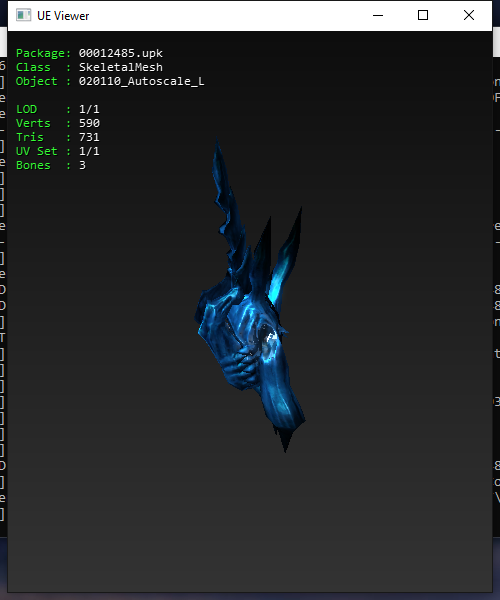 UE Viewer
Package: 00012485.upk
Class : SkeletalMesh
Object : 020110_Autoscale_L
LOD : 1/1
Verts : 590
Tris : 731
UV Set : 1/1
Bones : 3